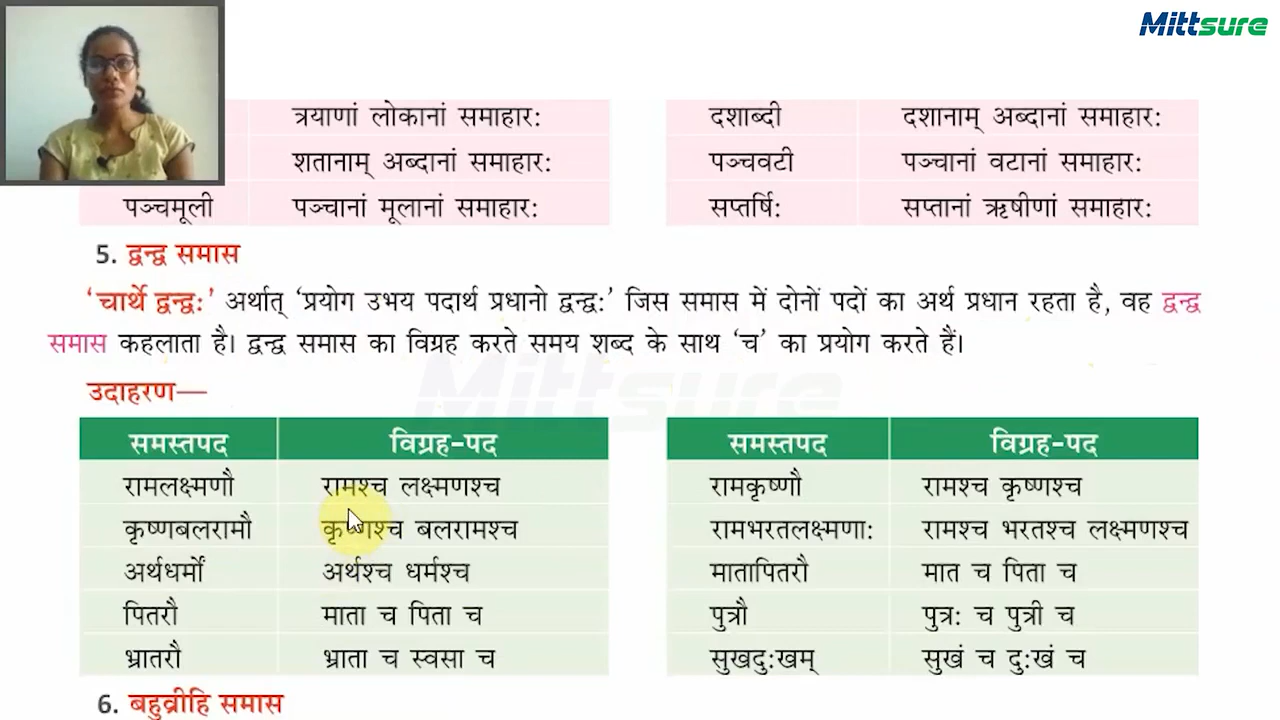 Mittsure
त्रयाणां लोकानां समाहार:
शतानाम् अब्दानां समाहार:
पञ्चमूली पञ्चानां मूलानां समाहार:
दशाब्दी दशानाम् अब्दानां समाहार:
पञ्चवटी पञ्चानां वटानां समाहार:
सप्तर्षि: सप्तानां ऋषीणां समाहार:
5. द्वन्द्व समास
‘चार्थे द्वन्द्व:’ अर्थात् ‘प्रयोग उभय पदार्थ प्रधानो द्वन्द्व:’ जिस समास में दोनों पदों का अर्थ प्रधान रहता है, वह द्वन्द्व
समास कहलाता है। द्वन्द्व समास का विग्रह करते समय शब्द के साथ ‘च’ का प्रयोग करते हैं।
Mittsure
उदाहरण—
समस्तपद विग्रह-पद
रामलक्ष्मणौ रामश्च लक्ष्मणश्च
कृष्णबलरामौ कृष्णश्च बलरामश्च
अर्थधर्मों अर्थश्च धर्मश्च
पितरौ माता च पिता च
भ्रातरौ भ्राता च स्वसा च
समस्तपद विग्रह-पद
रामकृष्णौ रामश्च कृष्णश्च
रामभरतलक्ष्मणा: रामश्च भरतश्च लक्ष्मणश्च
मातापितरौ मात च पिता च
पुत्रौ पुत्र: च पुत्री च
सुखदु:खम् सुखं च दु:खं च
6. बहुव्रीहि समास